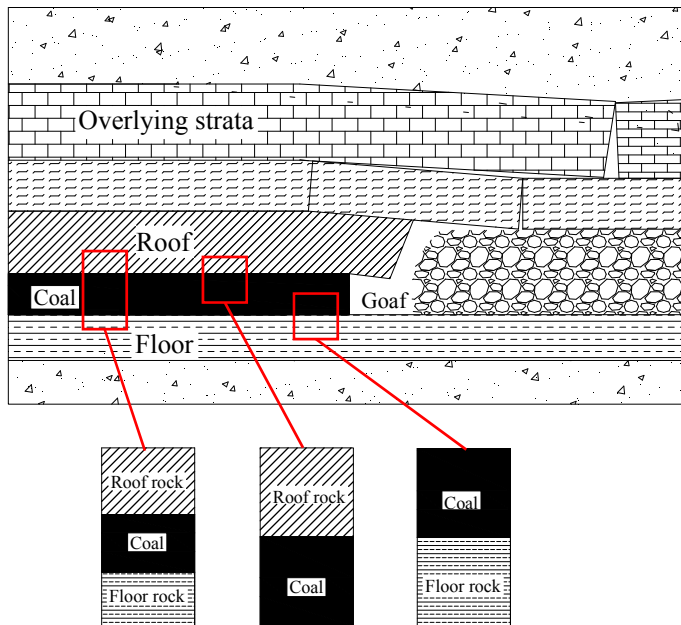 Overlying strata
Roof
Coal
Goaf
Floor
Roof rock
Coal
Floor rock
Roof rock
Coal
Coal
Floor rock